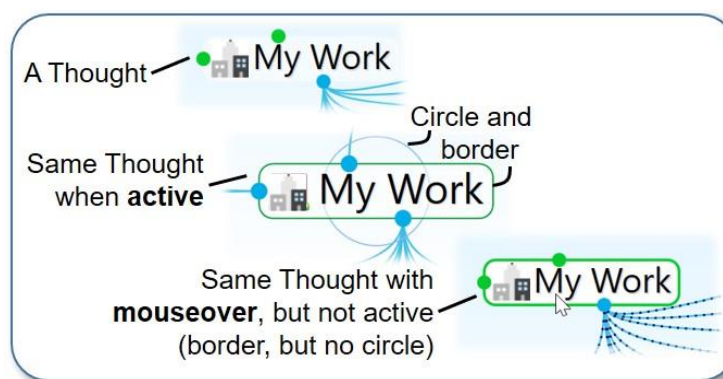 My Work
A Thought
Circle and
border
Same Thought
when active
My Work
Same Thought with
mouseover, but not active
(border, but no circle)
My Work